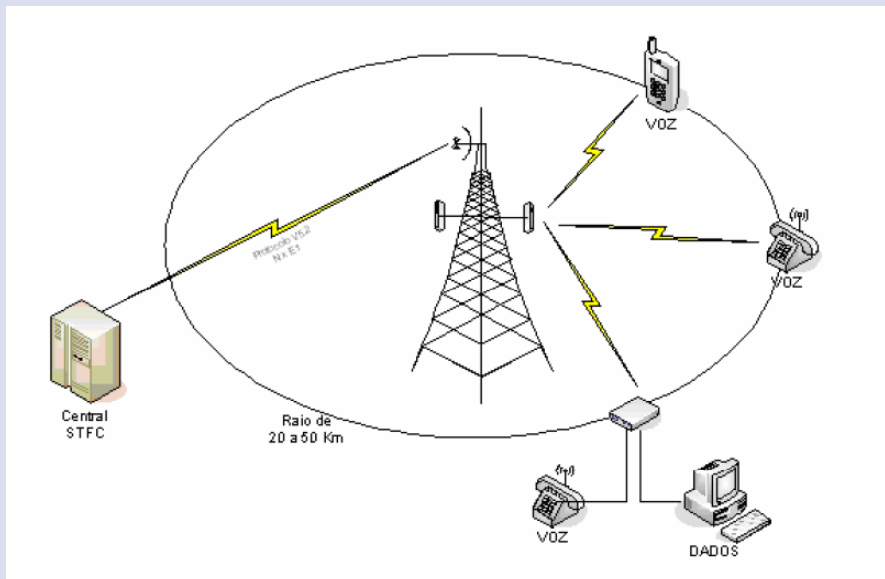 VOZ
Protocolo V5.2
N x E1
VOZ
Central
STFC
Raio de
20 a 50 Km
VOZ
DADOS